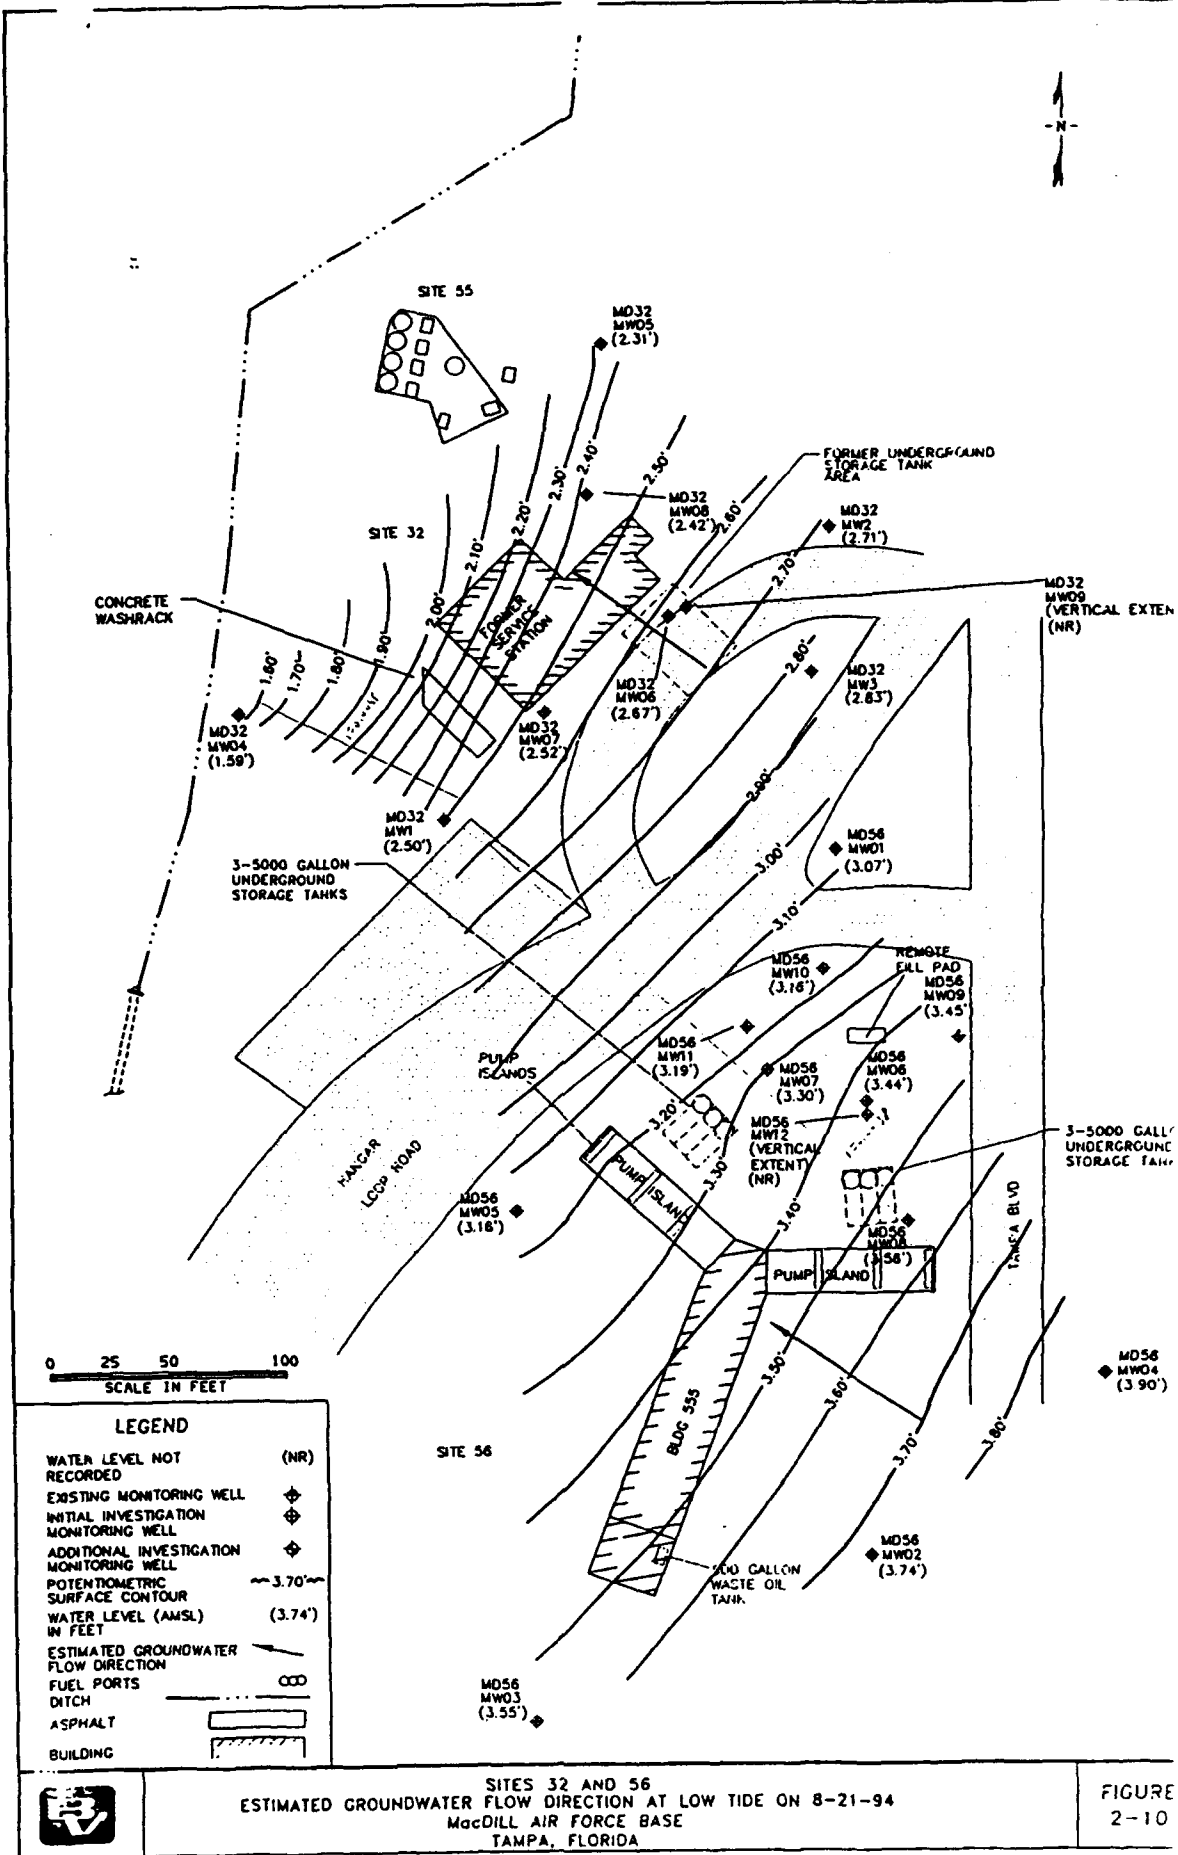 -N-
SITE 55
MD32
MW05
(2.31')
2.50'
2.40'
2.30'
2.20'
2.10'
2.00'
1.90'
1.80'
1.70'
1.60'
FORMER UNDERGROUND
STORAGE TANK
AREA
MD32
MW08
(2.42')
2.60'
MD32
MW2
(2.71')
SITE 32
2.70'
MD32
MW09
(VERTICAL EXTEN
(NR)
CONCRETE
WASHRACK
FORMER
SERVICE
STATION
2.80'
MD32
MW3
(2.83')
MD32
MW06
(2.67')
MD32
MW04
(1.59')
MD32
MW07
(2.52')
2.90'
MD32
MW1
(2.50')
3.00'
MD56
MW01
(3.07')
3-5000 GALLON
UNDERGROUND
STORAGE TANKS
3.10'
MD56
MW10
(3.16')
REMOTE
FILL PAD
MD56
MW09
(3.45'
MD56
MW11
(3.19')
PUMP
ISLANDS
MD56
MW07
(3.30')
MD56
MW06
(3.44')
3.20'
MD56
MW12
(VERTICAL
EXTENT)
(NR)
3-5000 GALL
UNDERGROUND
STORAGE TAN
HANGAR
LOOP ROAD
PUMP ISLAND
3.30'
MD56
MW05
(3.18')
3.40'
TAMPA BLVD
MD56
MW08
(3.56')
PUMP ISLAND
0 25 50 100
SCALE IN FEET
3.50'
3.60'
3.70'
3.80'
MD56
MW04
(3.90')
BLDG 555
SITE 56
MD56
MW02
(3.74')
GALLON
WASTE OIL
TANK
MD56
MW03
(3.55')
LEGEND
WATER LEVEL NOT (NR)
RECORDED
EXISTING MONITORING WELL
INITIAL INVESTIGATION
MONITORING WELL
ADDITIONAL INVESTIGATION
MONITORING WELL
POTENTIOMETRIC 3.70'
SURFACE CONTOUR
WATER LEVEL (AMSL) (3.74')
IN FEET
ESTIMATED GROUNDWATER
FLOW DIRECTION
FUEL PORTS
DITCH
ASPHALT
BUILDING
BV
SITES 32 AND 56
ESTIMATED GROUNDWATER FLOW DIRECTION AT LOW TIDE ON 8-21-94
MacDILL AIR FORCE BASE
TAMPA, FLORIDA
FIGURE
2-10